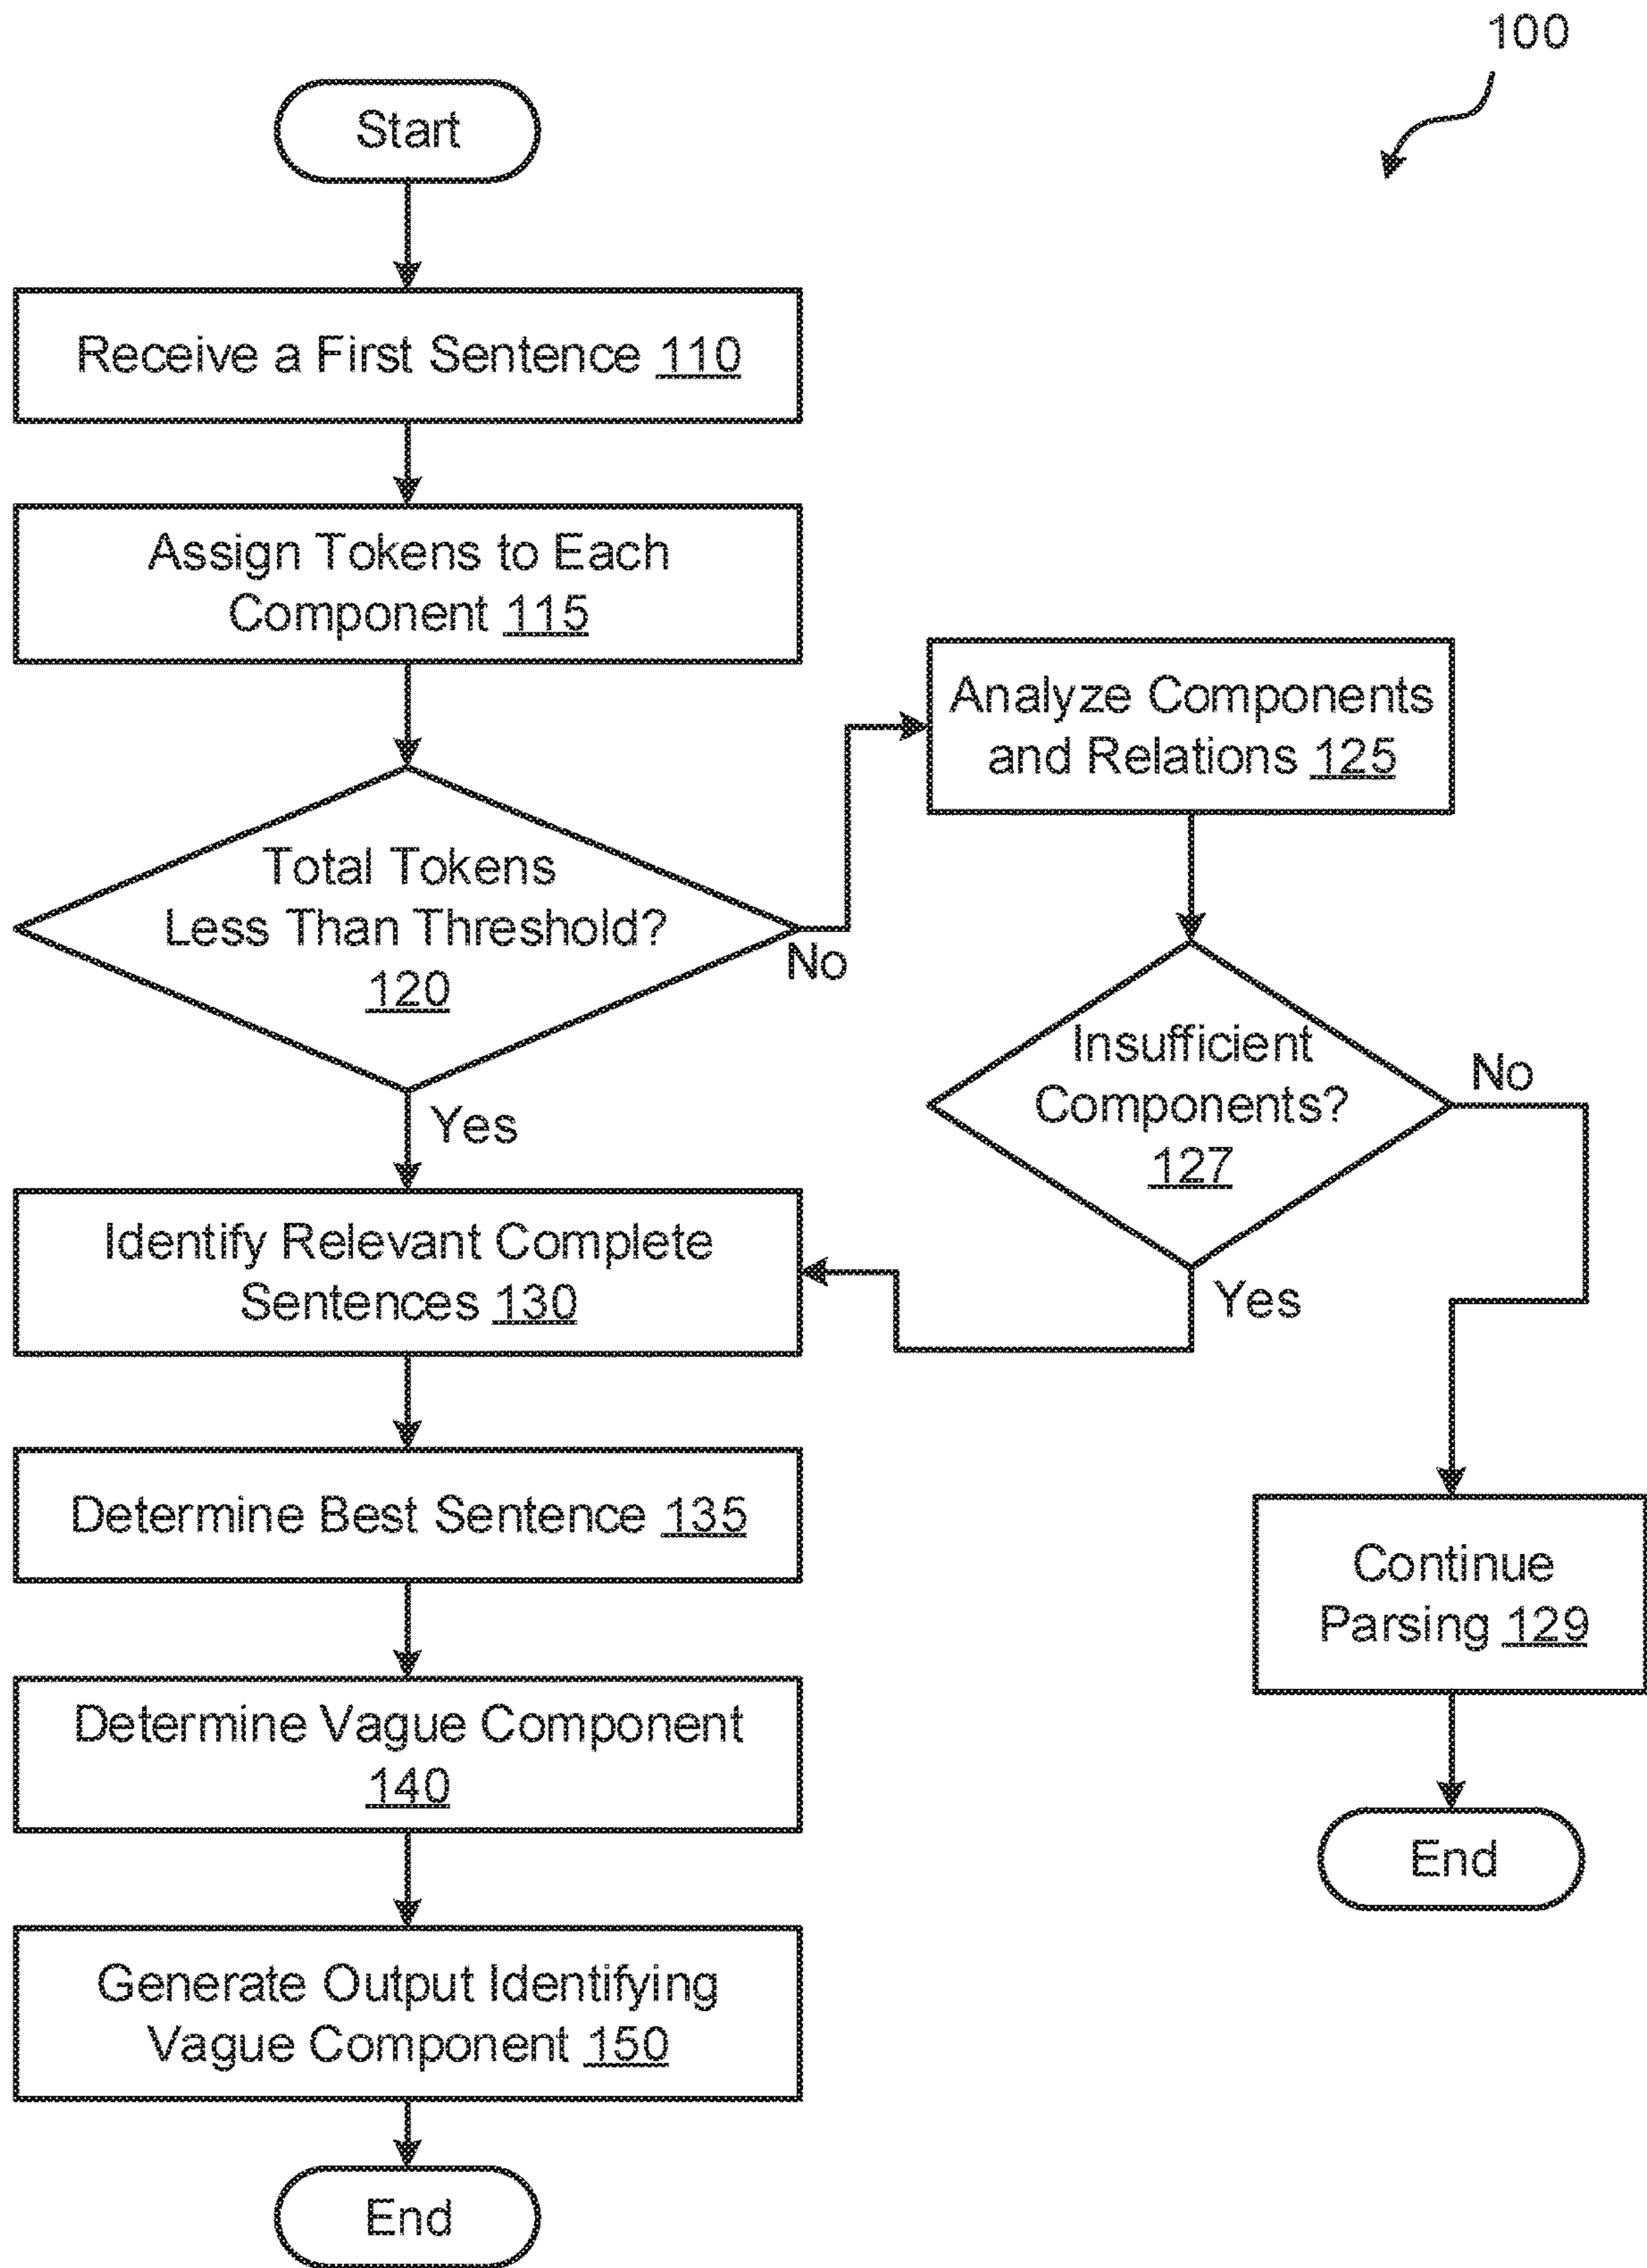 100
Start
Receive a First Sentence 110
Assign Tokens to Each
Component 115
Total Tokens
Less Than Threshold?
120
No
Yes
Analyze Components
and Relations 125
Insufficient
Components?
127
No
Yes
Continue
Parsing 129
End
Identify Relevant Complete
Sentences 130
Determine Best Sentence 135
Determine Vague Component
140
Generate Output Identifying
Vague Component 150
End